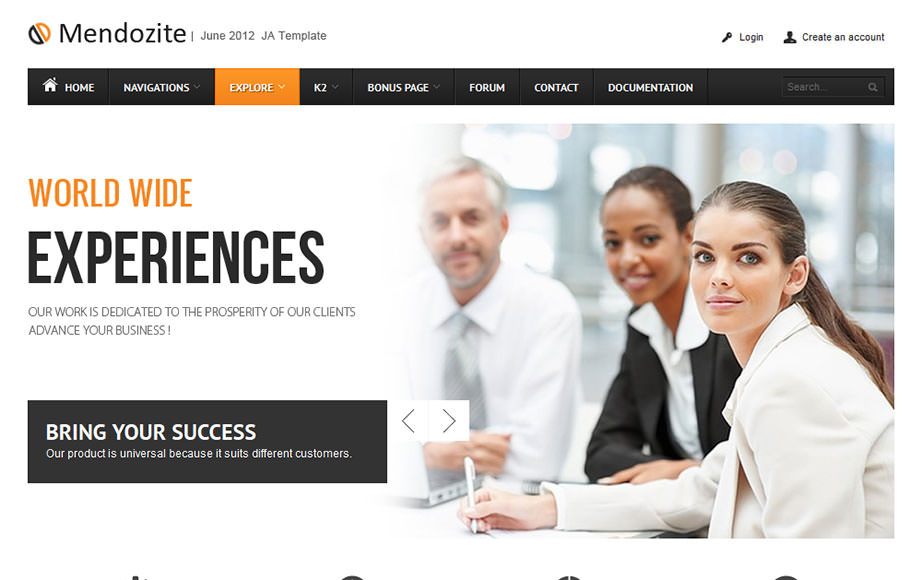 Mendozite | June 2012 JA Template
Login Create an account
HOME NAVIGATIONS EXPLORE K2 BONUS PAGE FORUM CONTACT DOCUMENTATION Search...
WORLD WIDE
EXPERIENCES
OUR WORK IS DEDICATED TO THE PROSPERITY OF OUR CLIENTS
ADVANCE YOUR BUSINESS !
BRING YOUR SUCCESS
Our product is universal because it suits different customers.